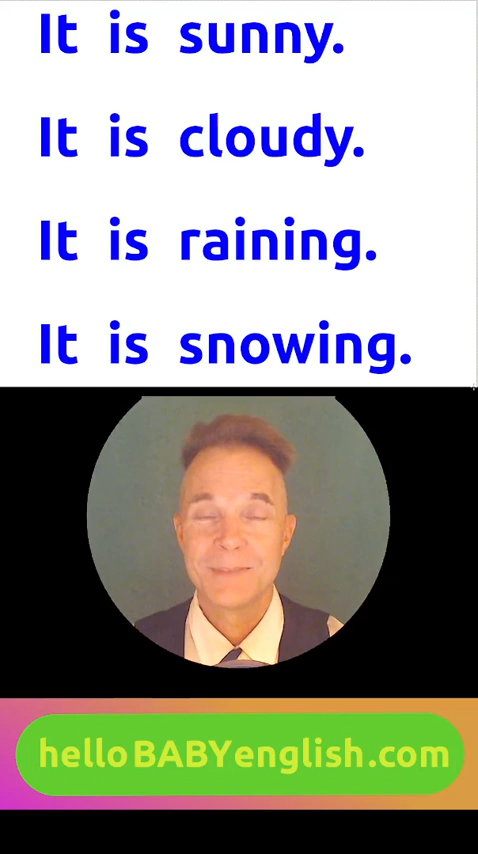 It is sunny.
It is cloudy.
It is raining.
It is snowing.
helloBABYenglish.com